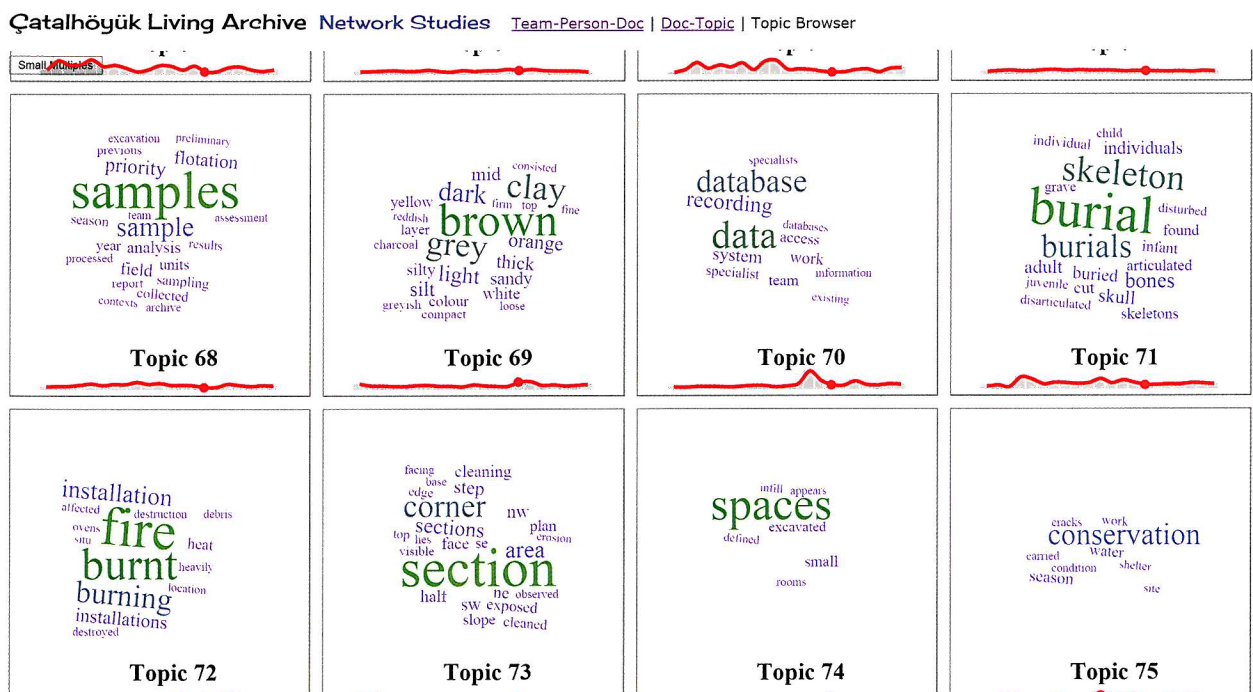 Çatalhöyük Living Archive Network Studies Team-Person-Doc | Doc-Topic | Topic Browser
Small Multiples
excavation preliminary
previous
priority flotation
samples
season team assessment
sample
year analysis results
processed
field units
report sampling
collected
contexts archive
Topic 68
consisted
mid
dark clay
yellow firm top fine
reddish brown
layer
charcoal grey orange
thick
silty light sandy
silt white
greyish colour loose
compact
Topic 69
specialists
database
recording
databases
data access
system work
specialist team information
existing
Topic 70
child
individual individuals
skeleton
grave
burial disturbed
found
burials infant
adult buried articulated
juvenile cut bones
disarticulated skull
skeletons
Topic 71
installation
affected destruction debris
ovens fire
situ heat
burnt heavily
location
burning
installations
destroyed
Topic 72
facing cleaning
base
edge step
corner nw
sections plan
top lies face se erosion
visible area
section
half ne observed
sw exposed
slope cleaned
Topic 73
infill appears
spaces
excavated
defined
small
rooms
Topic 74
cracks work
conservation
carried water
condition shelter
season
site
Topic 75